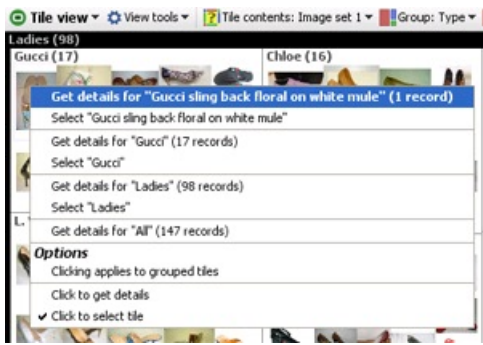 Tile view View tools Tile contents: Image set 1 Group: Type
Ladies (98)
Gucci (17) Chloe (16)
Get details for "Gucci sling back floral on white mule" (1 record)
Select "Gucci sling back floral on white mule"
Get details for "Gucci" (17 records)
Select "Gucci"
Get details for "Ladies" (98 records)
Select "Ladies"
L.
Get details for "All" (147 records)
Options
Clicking applies to grouped tiles
Click to get details
Click to select tile